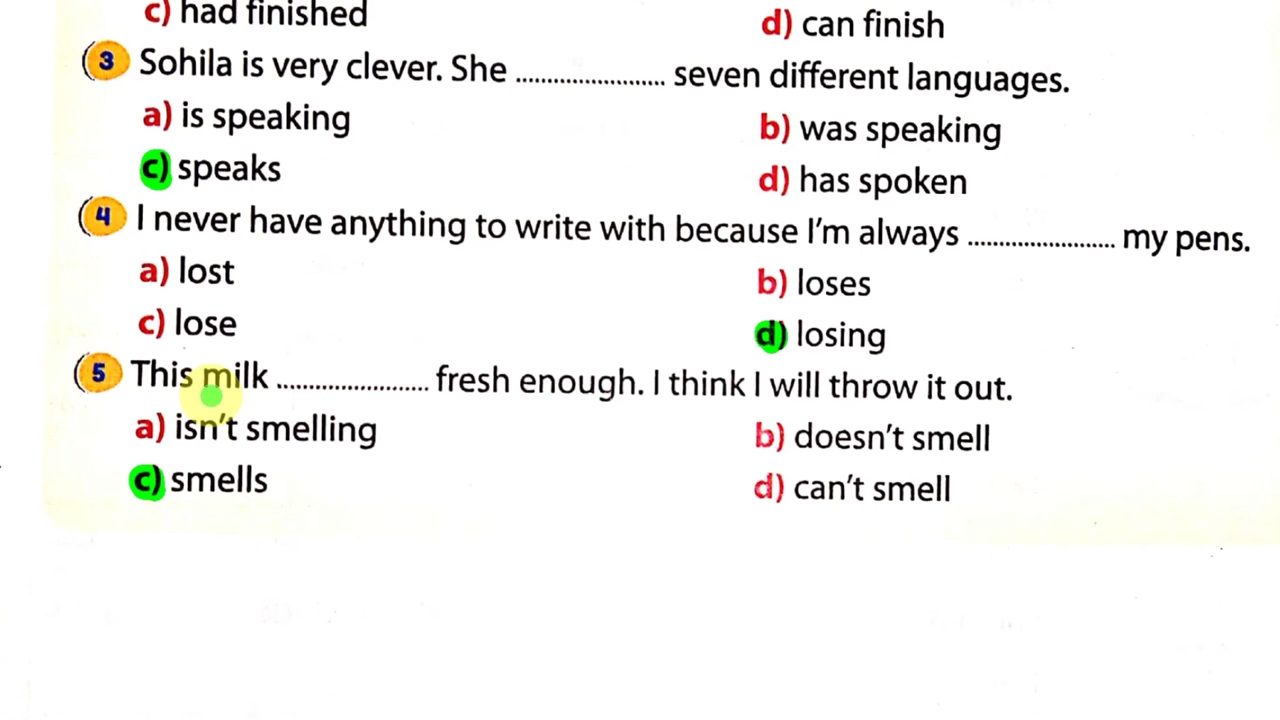 c) had finished
d) can finish
3 Sohila is very clever. She ........................ seven different languages.
a) is speaking
b) was speaking
c) speaks
d) has spoken
4 I never have anything to write with because I'm always ........................ my pens.
a) lost
b) loses
c) lose
d) losing
5 This milk ........................ fresh enough. I think I will throw it out.
a) isn't smelling
b) doesn't smell
c) smells
d) can't smell